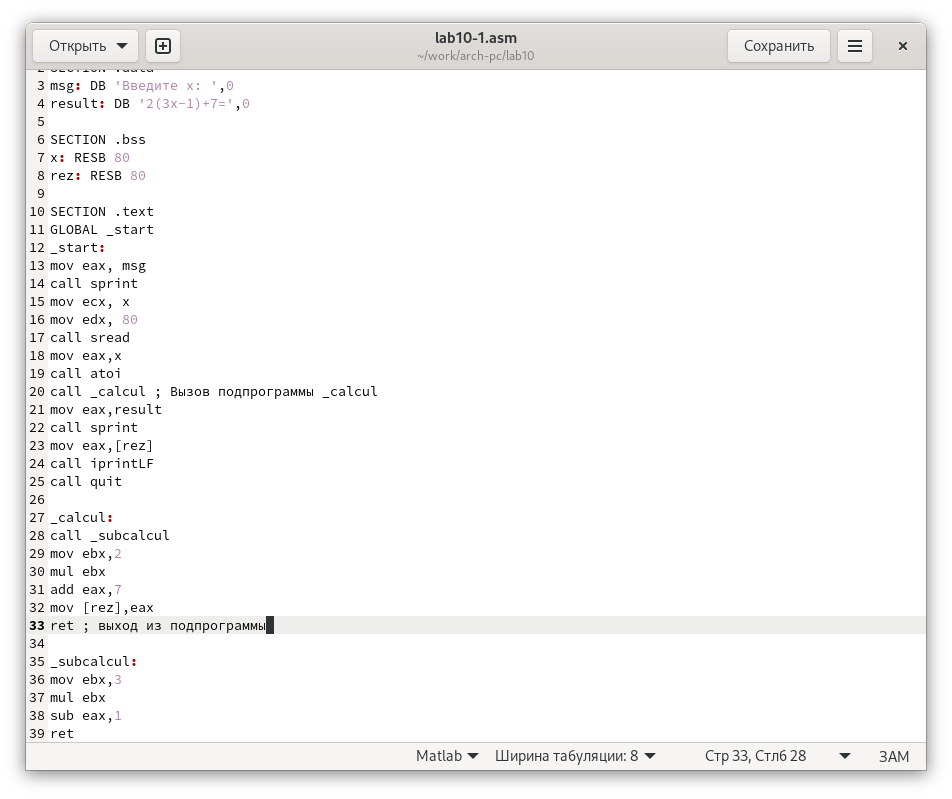 Открыть
lab10-1.asm
~/work/arch-pc/lab10
Сохранить
2 SECTION .data
3 msg: DB 'Введите x: ',0
4 result: DB '2(3x-1)+7=',0
5
6 SECTION .bss
7 x: RESB 80
8 rez: RESB 80
9
10 SECTION .text
11 GLOBAL _start
12 _start:
13 mov eax, msg
14 call sprint
15 mov ecx, x
16 mov edx, 80
17 call sread
18 mov eax,x
19 call atoi
20 call _calcul ; Вызов подпрограммы _calcul
21 mov eax,result
22 call sprint
23 mov eax,[rez]
24 call iprintLF
25 call quit
26
27 _calcul:
28 call _subcalcul
29 mov ebx,2
30 mul ebx
31 add eax,7
32 mov [rez],eax
33 ret ; выход из подпрограммы
34
35 _subcalcul:
36 mov ebx,3
37 mul ebx
38 sub eax,1
39 ret
Matlab Ширина табуляции: 8 Стр 33, Стлб 28 ЗАМ